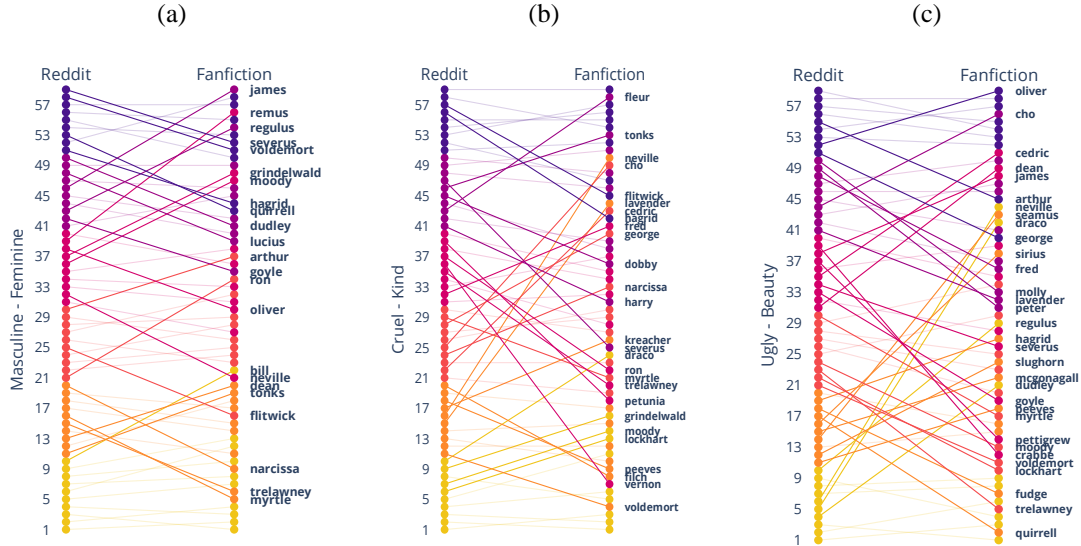 (a)
Reddit
Fanfiction
Masculine - Feminine
57
53
49
45
41
37
33
29
25
21
17
13
9
5
1
james
remus
regulus
severus
voldemort
grindelwald
moody
hagrid
quirrell
dudley
lucius
arthur
goyle
ron
oliver
bill
neville
dean
tonks
flitwick
narcissa
trelawney
myrtle
(b)
Reddit
Fanfiction
Cruel - Kind
57
53
49
45
41
37
33
29
25
21
17
13
9
5
1
fleur
tonks
neville
cho
flitwick
lavender
cedric
hagrid
fred
george
dobby
narcissa
harry
kreacher
severus
draco
ron
myrtle
trelawney
petunia
grindelwald
moody
lockhart
peeves
filch
vernon
voldemort
(c)
Reddit
Fanfiction
Ugly - Beauty
57
53
49
45
41
37
33
29
25
21
17
13
9
5
1
oliver
cho
cedric
dean
james
arthur
neville
seamus
draco
george
sirius
fred
molly
lavender
peter
regulus
hagrid
severus
slughorn
mcgonagall
dudley
goyle
peeves
myrtle
pettigrew
moody
crabbe
voldemort
lockhart
fudge
trelawney
quirrell